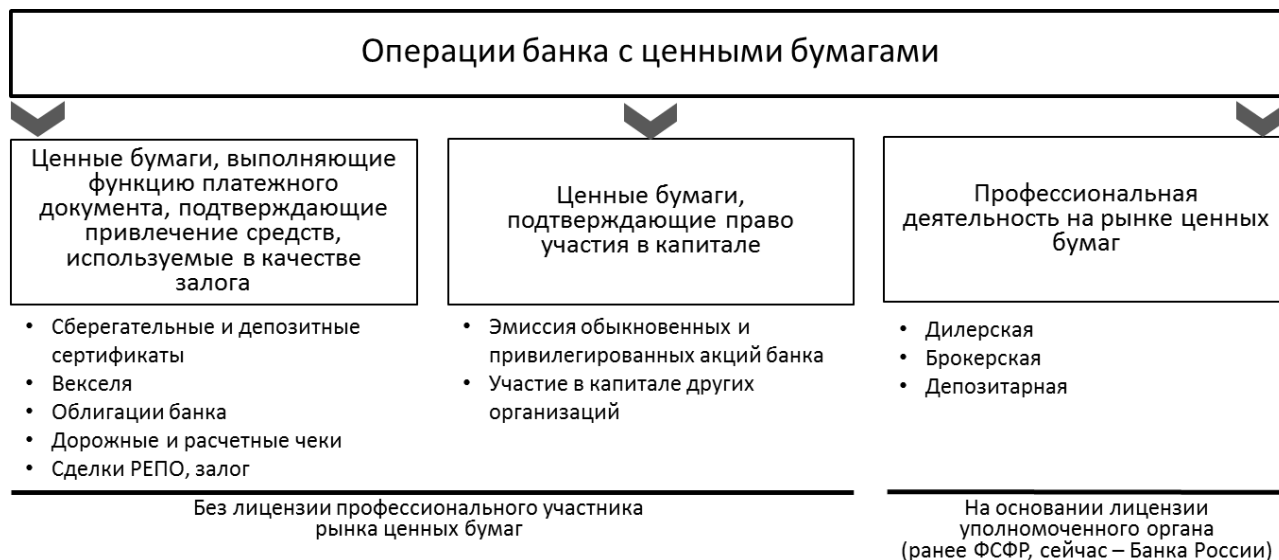 Операции банка с ценными бумагами
Ценные бумаги, выполняющие
функцию платежного
документа, подтверждающие
привлечение средств,
используемые в качестве
залога
• Сберегательные и депозитные
сертификаты
• Векселя
• Облигации банка
• Дорожные и расчетные чеки
• Сделки РЕПО, залог
Ценные бумаги,
подтверждающие право
участия в капитале
• Эмиссия обыкновенных и
привилегированных акций банка
• Участие в капитале других
организаций
Без лицензии профессионального участника
рынка ценных бумаг
Профессиональная
деятельность на рынке ценных
бумаг
• Дилерская
• Брокерская
• Депозитарная
На основании лицензии
уполномоченного органа
(ранее ФСФР, сейчас – Банка России)